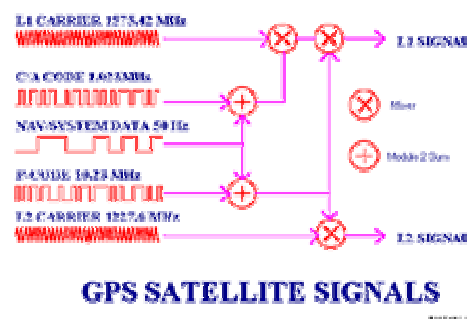 L1 CARRIER 1575.42 MHz
L1 SIGNAL
C/A CODE 1.023MHz
Mixer
NAV/SYSTEM DATA 50 Hz
Modulo 2 Sum
P-CODE 10.23 MHz
L2 CARRIER 1227.6 MHz
L2 SIGNAL
GPS SATELLITE SIGNALS